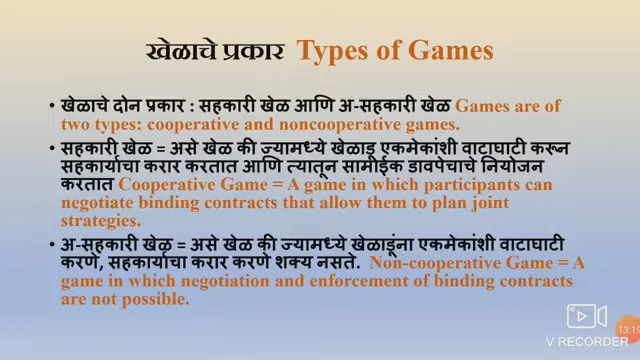 खेळाचे प्रकार Types of Games
• खेळाचे दोन प्रकार : सहकारी खेळ आणि अ-सहकारी खेळ Games are of
two types: cooperative and noncooperative games.
• सहकारी खेळ = असे खेळ की ज्यामध्ये खेळाडू एकमेकांशी वाटाघाटी करून
सहकार्याचा करार करतात आणि त्यातून सामाईक डावपेचाचे नियोजन
करतात Cooperative Game = A game in which participants can
negotiate binding contracts that allow them to plan joint
strategies.
• अ-सहकारी खेळ = असे खेळ की ज्यामध्ये खेळाडूंना एकमेकांशी वाटाघाटी
करणे, सहकार्याचा करार करणे शक्य नसते. Non-cooperative Game = A
game in which negotiation and enforcement of binding contracts
are not possible.
13:19
V RECORDER